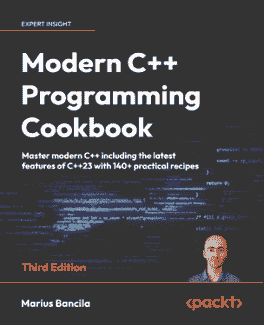 EXPERT INSIGHT
Modern C++
Programming
Cookbook
Master modern C++ including the latest
features of C++23 with 140+ practical recipes
Third Edition
Marius Bancila
<packt>